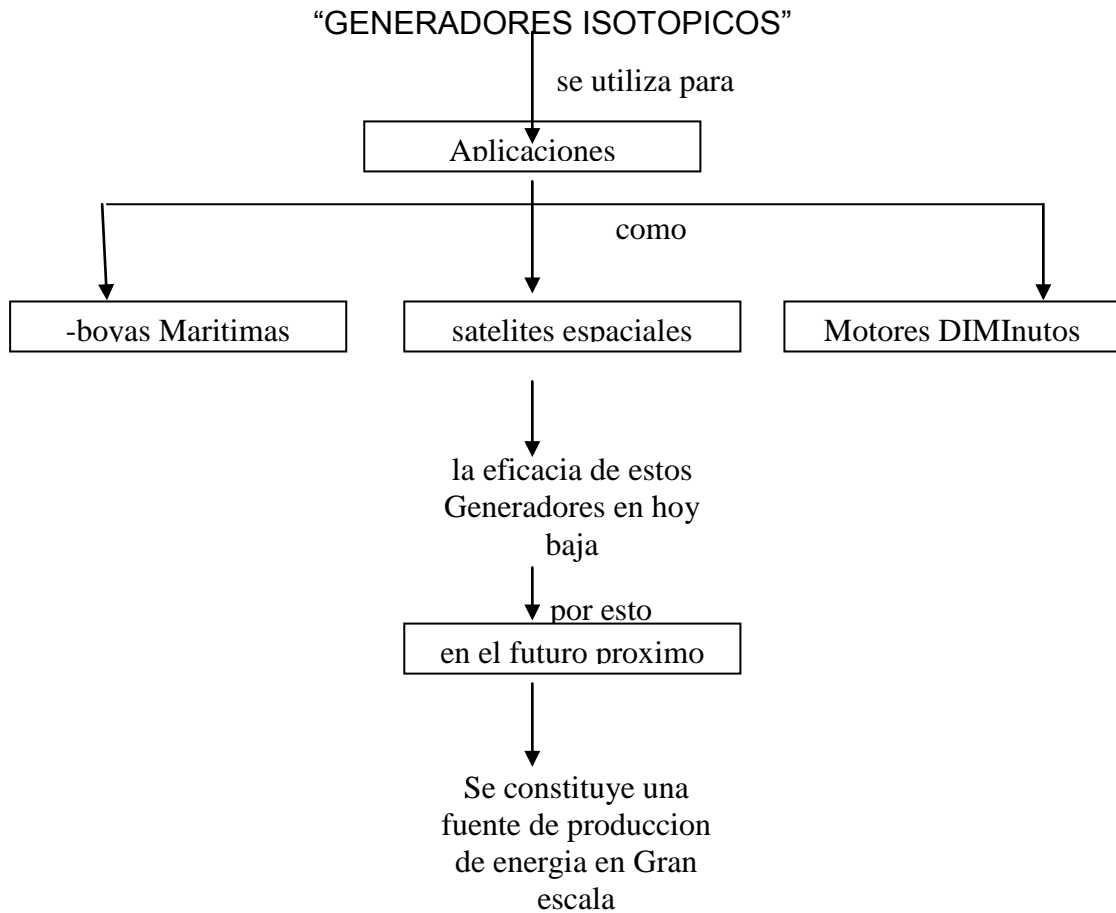 “GENERADORES ISOTOPICOS”
se utiliza para
Aplicaciones
como
-boyas Maritimas
satelites espaciales
Motores DIMInutos
la eficacia de estos
Generadores en hoy
baja
por esto
en el futuro proximo
Se constituye una
fuente de produccion
de energia en Gran
escala